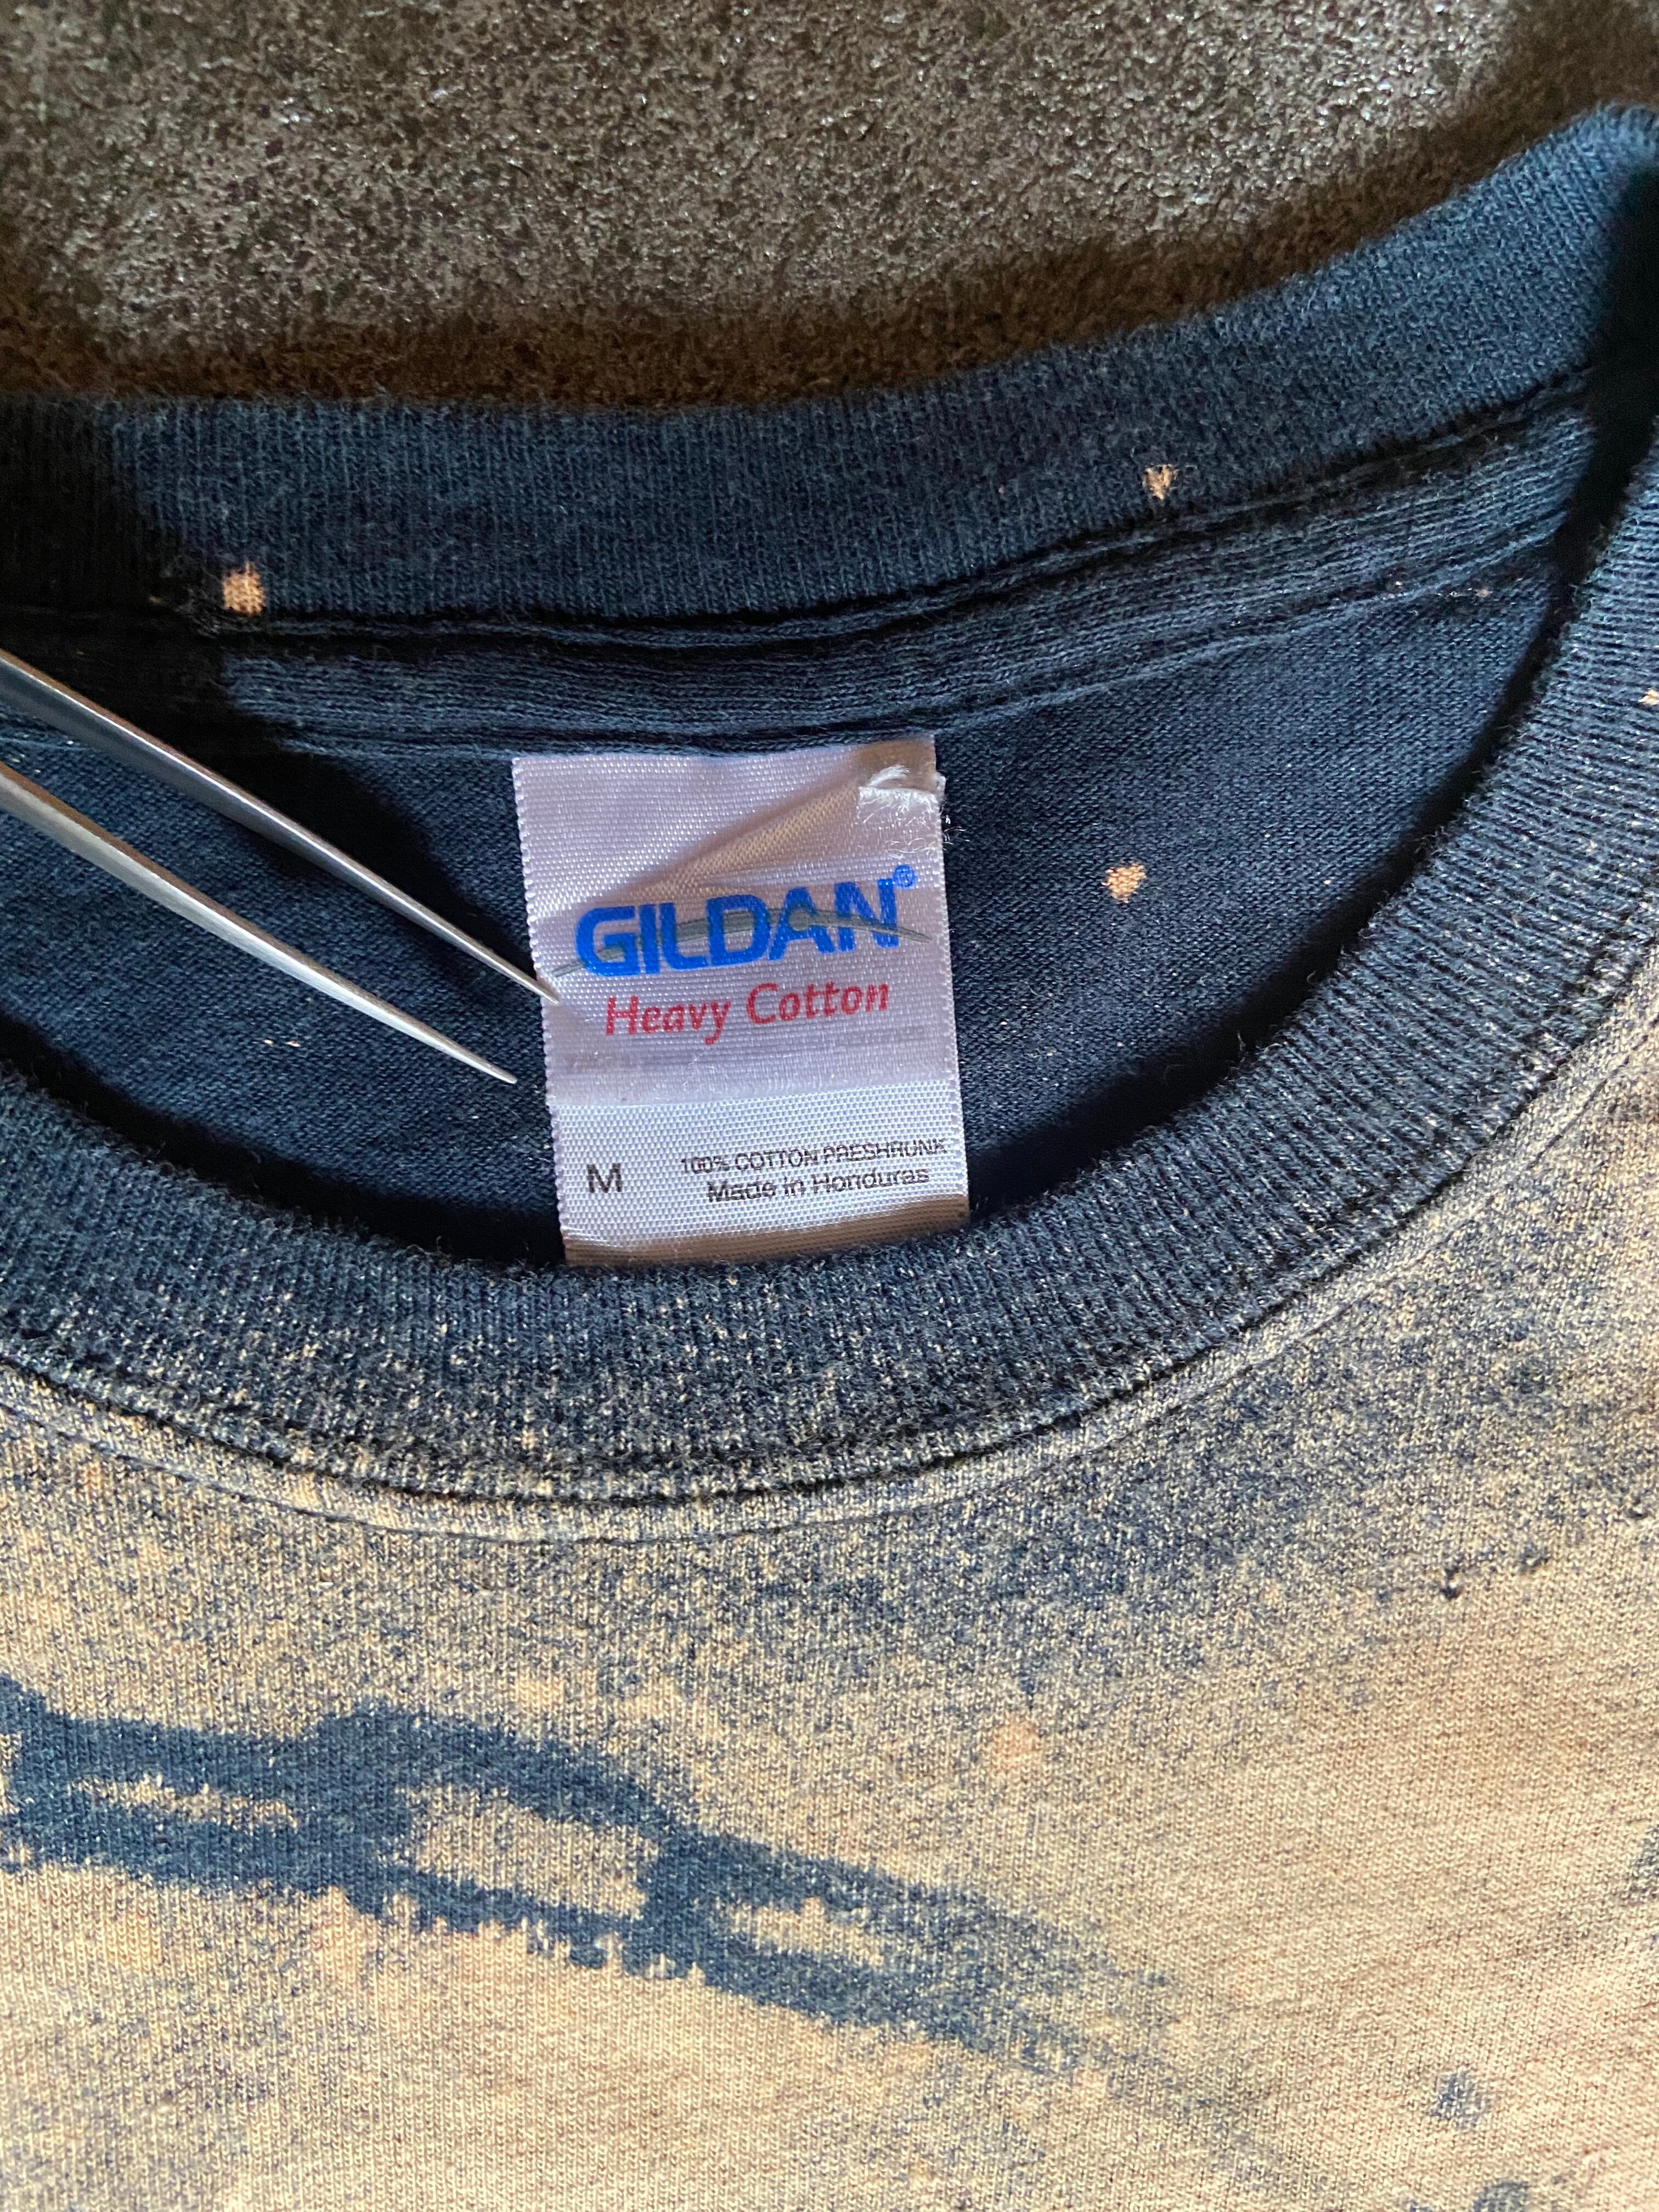 GILDAN®
Heavy Cotton
M 100% COTTON PRESHRUNK
Made in Honduras